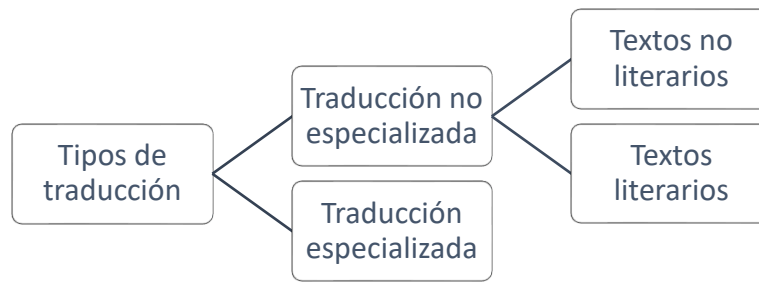 Tipos de
traducción
Traducción no
especializada
Textos no
literarios
Textos
literarios
Traducción
especializada